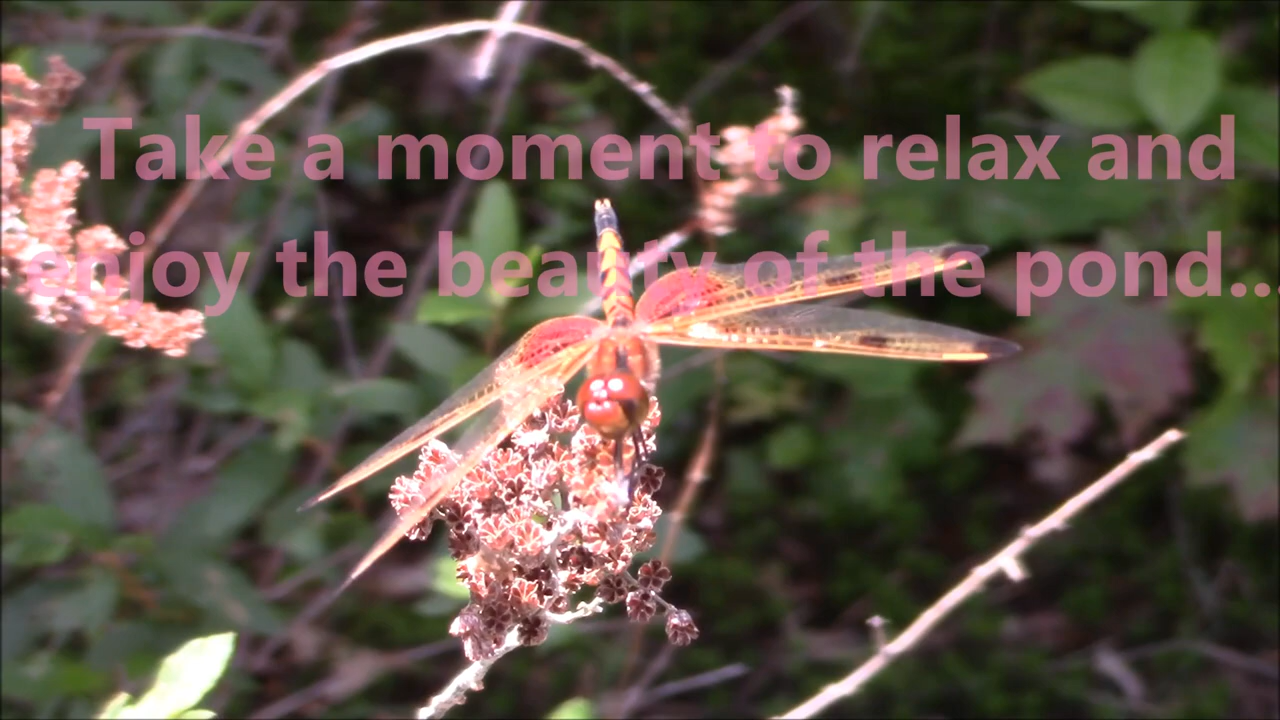 Take a moment to relax and
enjoy the beauty of the pond...